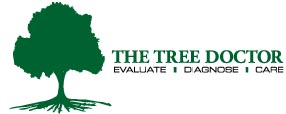 THE TREE DOCTOR
EVALUATE DIAGNOSE CARE